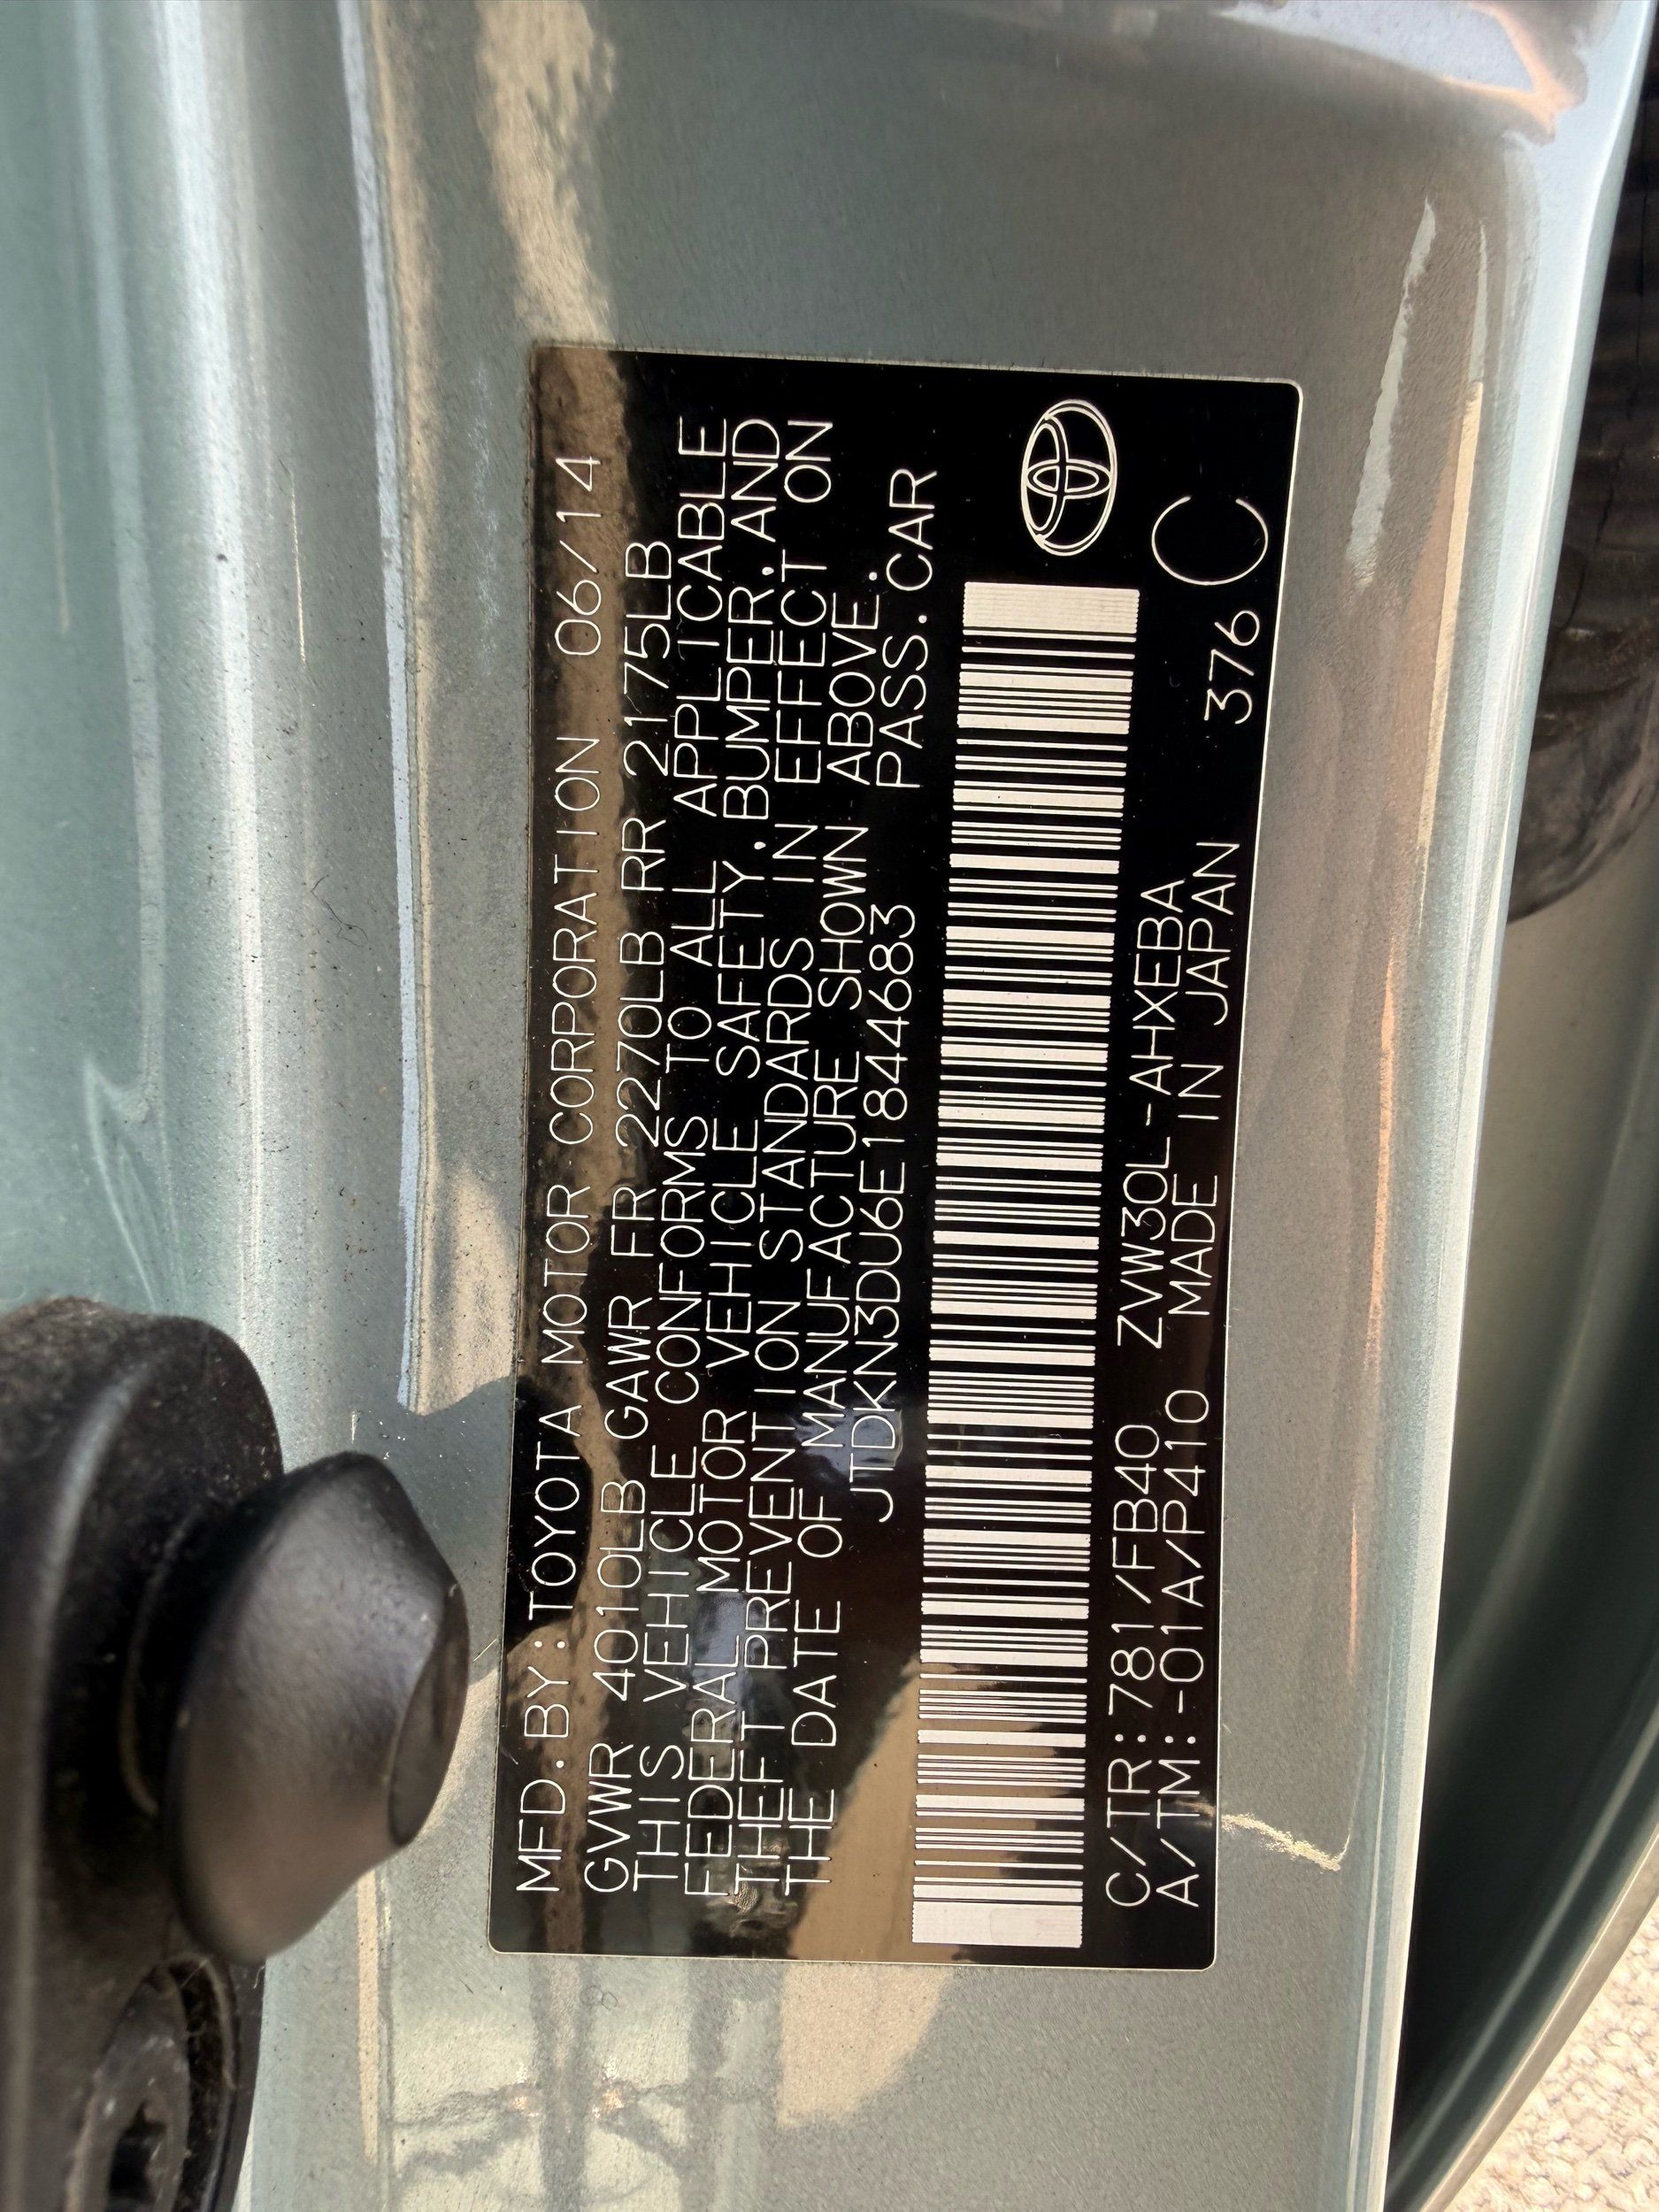 MFD.BY:TOYOTA MOTOR CORPORATION 06/14
GVWR 4010LB GAWR FR 2270LB RR 2175LB
THIS VEHICLE CONFORMS TO ALL APPLICABLE
FEDERAL MOTOR VEHICLE SAFETY,BUMPER,AND
THEFT PREVENTION STANDARDS IN EFFECT ON
THE DATE OF MANUFACTURE SHOWN ABOVE.
JTDKN3DU6E1844683 PASS.CAR
C/TR:781/FB40 ZVW30L-AHXEBA
A/TM:-01A/P410 MADE IN JAPAN 376 C